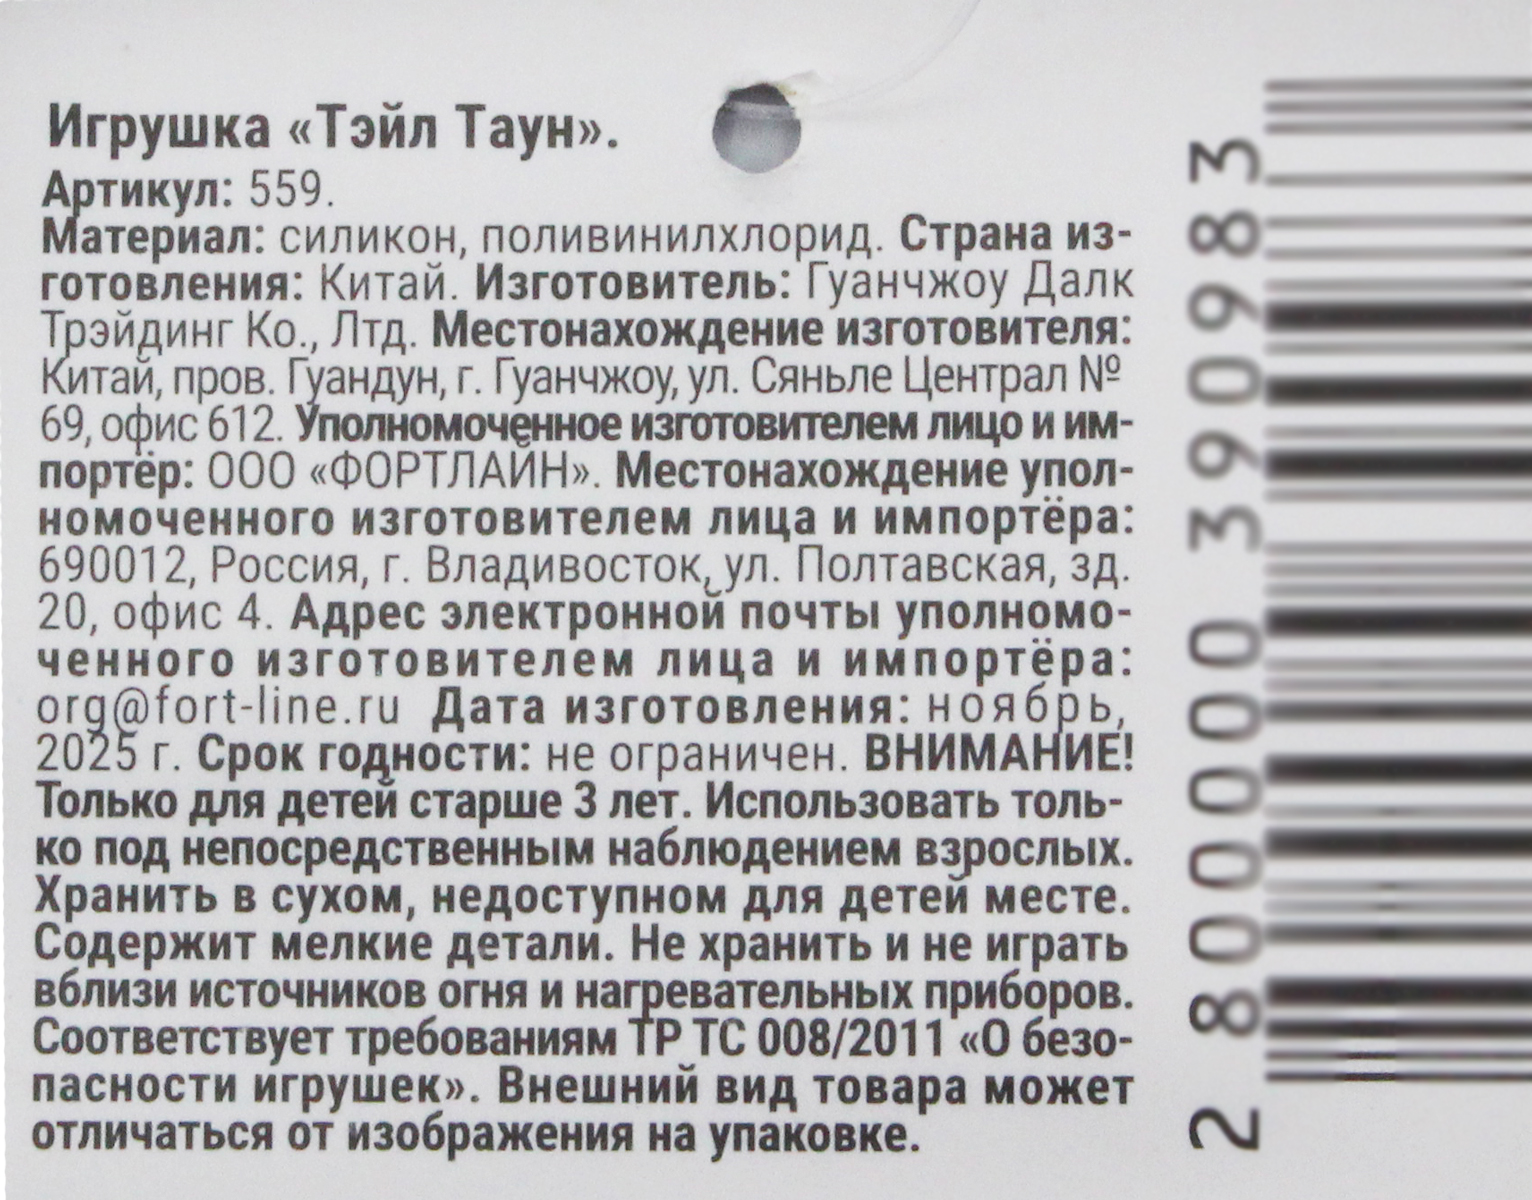 Игрушка «Тэйл Таун».
Артикул: 559.
Материал: силикон, поливинилхлорид. Страна из-
готовления: Китай. Изготовитель: Гуанчжоу Далк
Трэйдинг Ко., Лтд. Местонахождение изготовителя:
Китай, пров. Гуандун, г. Гуанчжоу, ул. Сяньле Централ №
69, офис 612. Уполномоченное изготовителем лицо и им-
портёр: ООО «ФОРТЛАЙН». Местонахождение упол-
номоченного изготовителем лица и импортёра:
690012, Россия, г. Владивосток, ул. Полтавская, зд.
20, офис 4. Адрес электронной почты уполномо-
ченного изготовителем лица и импортёра:
org@fort-line.ru Дата изготовления: ноябрь,
2025 г. Срок годности: не ограничен. ВНИМАНИЕ!
Только для детей старше 3 лет. Использовать толь-
ко под непосредственным наблюдением взрослых.
Хранить в сухом, недоступном для детей месте.
Содержит мелкие детали. Не хранить и не играть
вблизи источников огня и нагревательных приборов.
Соответствует требованиям ТР ТС 008/2011 «О безо-
пасности игрушек». Внешний вид товара может
отличаться от изображения на упаковке.
2 800000 390983